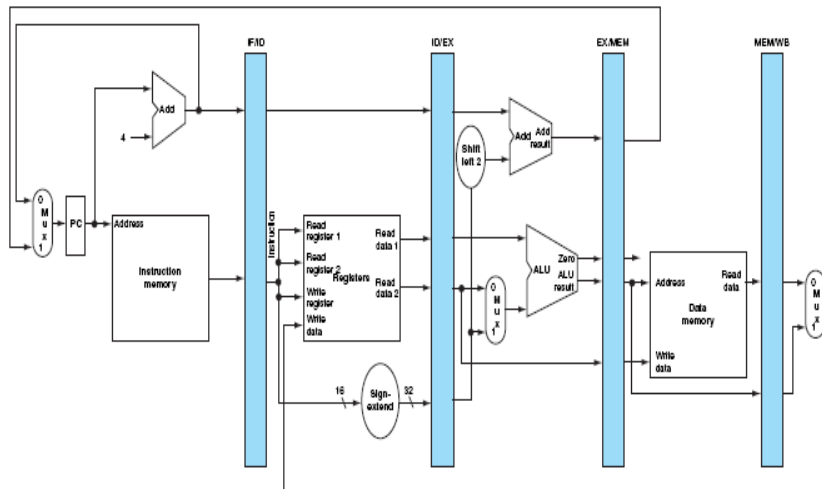 IF/ID
ID/EX
EX/MEM
MEM/WB
Add
4
Shift
left 2
Add
Add
result
0
M
u
x
1
PC
Address
Instruction
memory
Instruction
Read
register 1
Read
register 2
Registers
Write
register
Write
data
Read
data 1
Read
data 2
0
M
u
x
1
Zero
ALU
ALU
result
Address
Read
data
Data
memory
Write
data
0
M
u
x
1
16
Sign-
extend
32